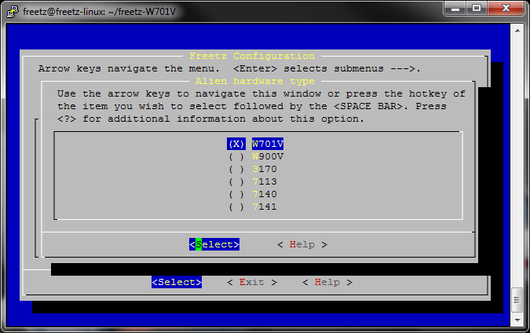 freetz@freetz-linux: ~/freetz-W701V
Freetz Configuration
Arrow keys navigate the menu. <Enter> selects submenus --->.
Alien hardware type
Use the arrow keys to navigate this window or press the hotkey of
the item you wish to select followed by the <SPACE BAR>. Press
<?> for additional information about this option.
(X) W701V
( ) W900V
( ) 3170
( ) 7113
( ) 7140
( ) 7141
<Select> < Help >
<Select> < Exit > < Help >